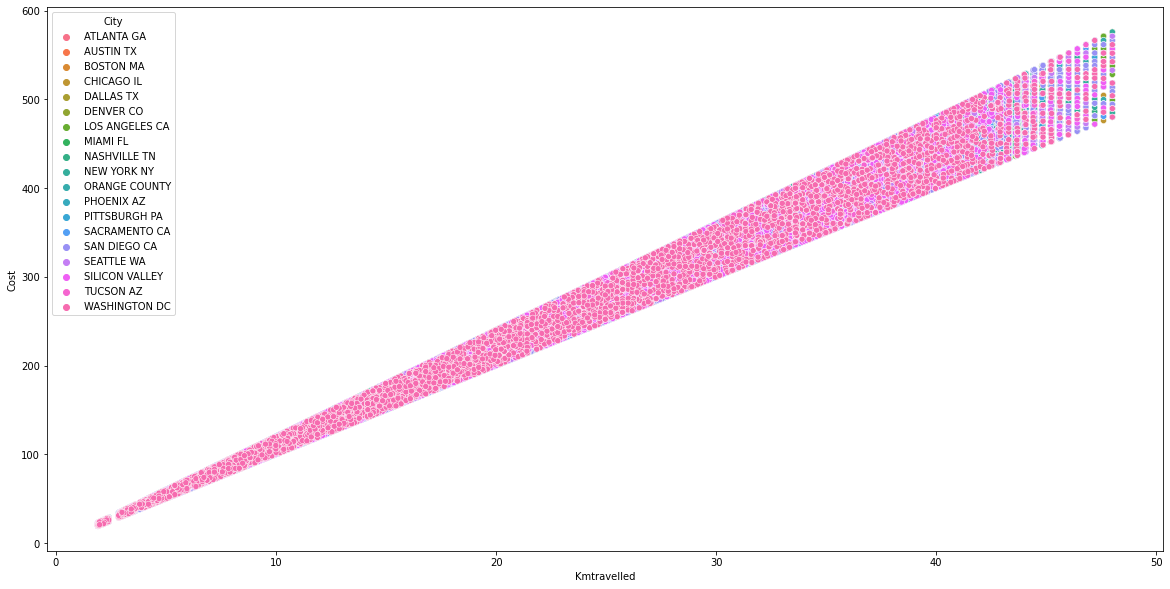 600
500
400
300
200
100
0
Cost
City
ATLANTA GA
AUSTIN TX
BOSTON MA
CHICAGO IL
DALLAS TX
DENVER CO
LOS ANGELES CA
MIAMI FL
NASHVILLE TN
NEW YORK NY
ORANGE COUNTY
PHOENIX AZ
PITTSBURGH PA
SACRAMENTO CA
SAN DIEGO CA
SEATTLE WA
SILICON VALLEY
TUCSON AZ
WASHINGTON DC
0 10 20 30 40 50
Kmtravelled